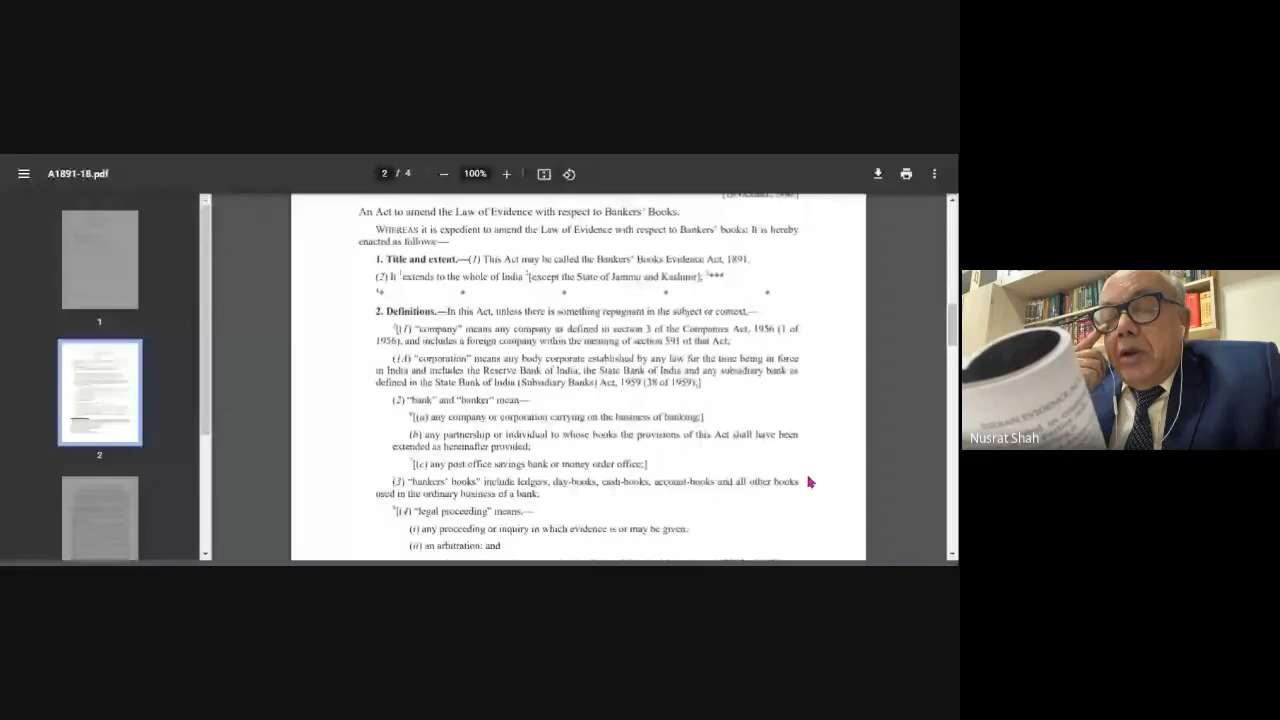 A1891-18.pdf
2 / 4
100%
An Act to amend the Law of Evidence with respect to Bankers' Books.
WHEREAS it is expedient to amend the Law of Evidence with respect to Bankers' books; It is hereby
enacted as follows:—
1. Title and extent.—(1) This Act may be called the Bankers' Books Evidence Act, 1891.
(2) It 1extends to the whole of India 2[except the State of Jammu and Kashmir]; 3***
4* * * * *
2. Definitions.—In this Act, unless there is something repugnant in the subject or context,—
[(1) “company” means any company as defined in section 3 of the Companies Act, 1956 (1 of
1956), and includes a foreign company within the meaning of section 591 of that Act;
(1A) “corporation” means any body corporate established by any law for the time being in force
in India and includes the Reserve Bank of India, the State Bank of India and any subsidiary bank as
defined in the State Bank of India (Subsidiary Banks) Act, 1959 (38 of 1959);]
(2) “bank” and “banker” mean—
[(a) any company or corporation carrying on the business of banking;]
(b) any partnership or individual to whose books the provisions of this Act shall have been
extended as hereinafter provided;
7[(c) any post office savings bank or money order office;]
(3) “bankers' books” include ledgers, day-books, cash-books, account-books and all other books
used in the ordinary business of a bank;
[(4) “legal proceeding” means,—
(i) any proceeding or inquiry in which evidence is or may be given;
(ii) an arbitration; and
1
2
INDIAN EVIDENCE
Nusrat Shah